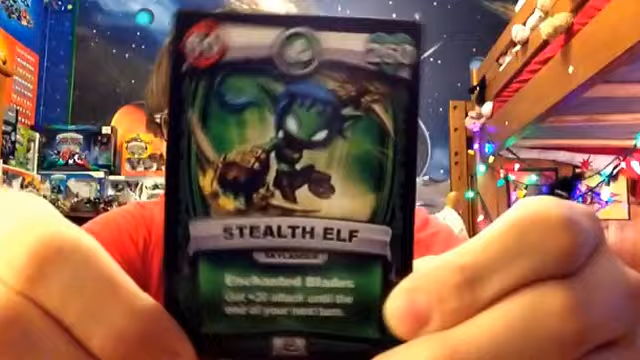 STEALTH ELF
SKYLANDER
Enchanted Blades
Get +20 attack until the
end of your next turn.